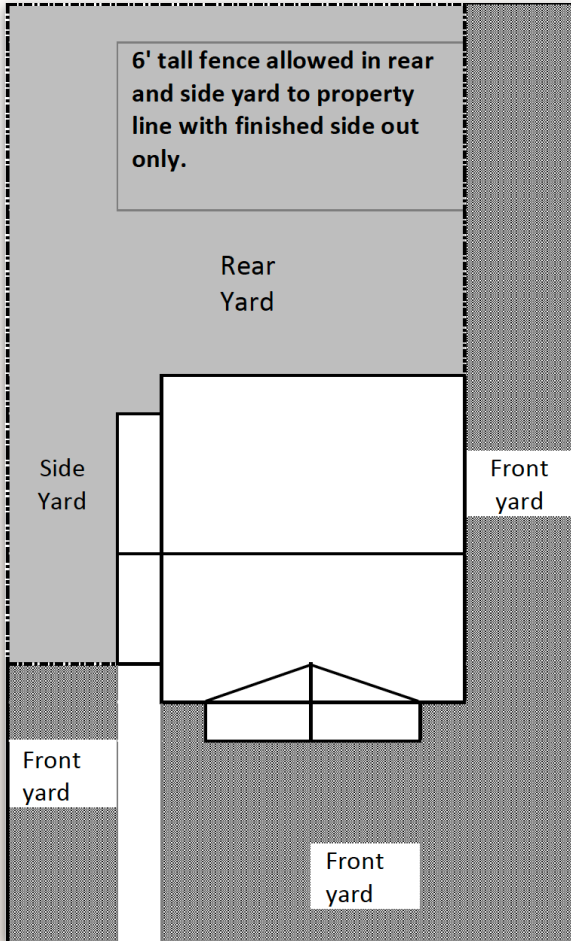 6' tall fence allowed in rear
and side yard to property
line with finished side out
only.
Rear
Yard
Side
Yard
Front
yard
Front
yard
Front
yard